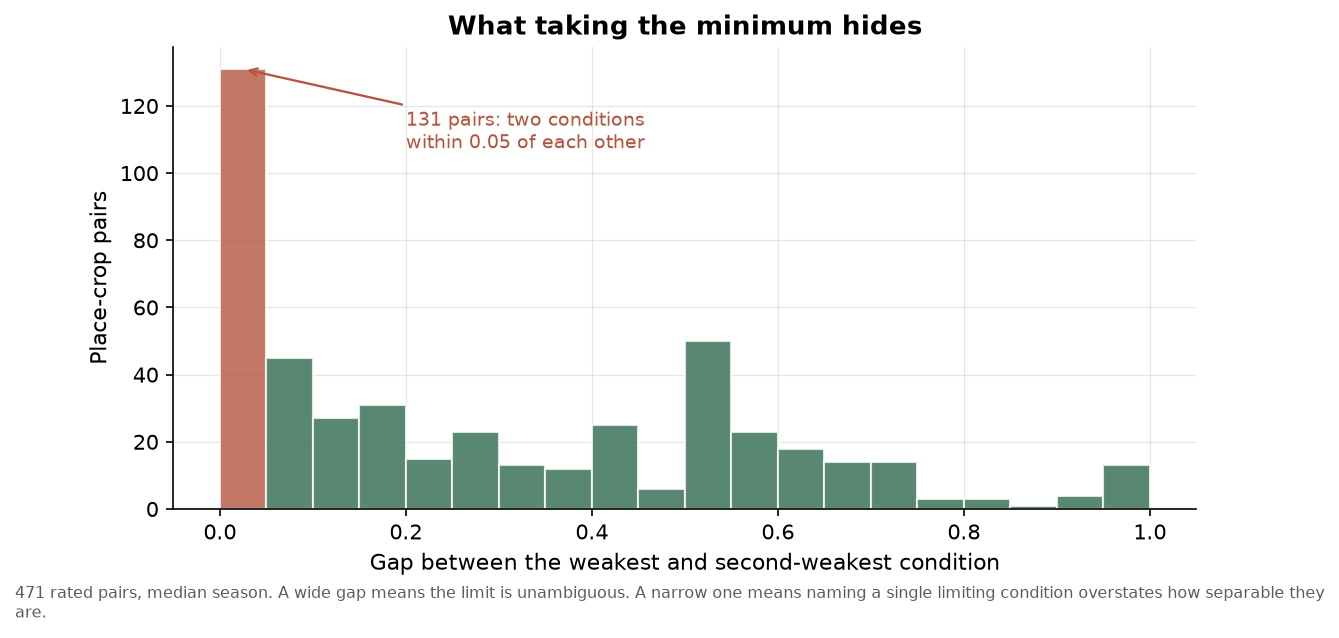 What taking the minimum hides
131 pairs: two conditions
within 0.05 of each other
Place-crop pairs
120
100
80
60
40
20
0
0.0 0.2 0.4 0.6 0.8 1.0
Gap between the weakest and second-weakest condition
471 rated pairs, median season. A wide gap means the limit is unambiguous. A narrow one means naming a single limiting condition overstates how separable they
are.